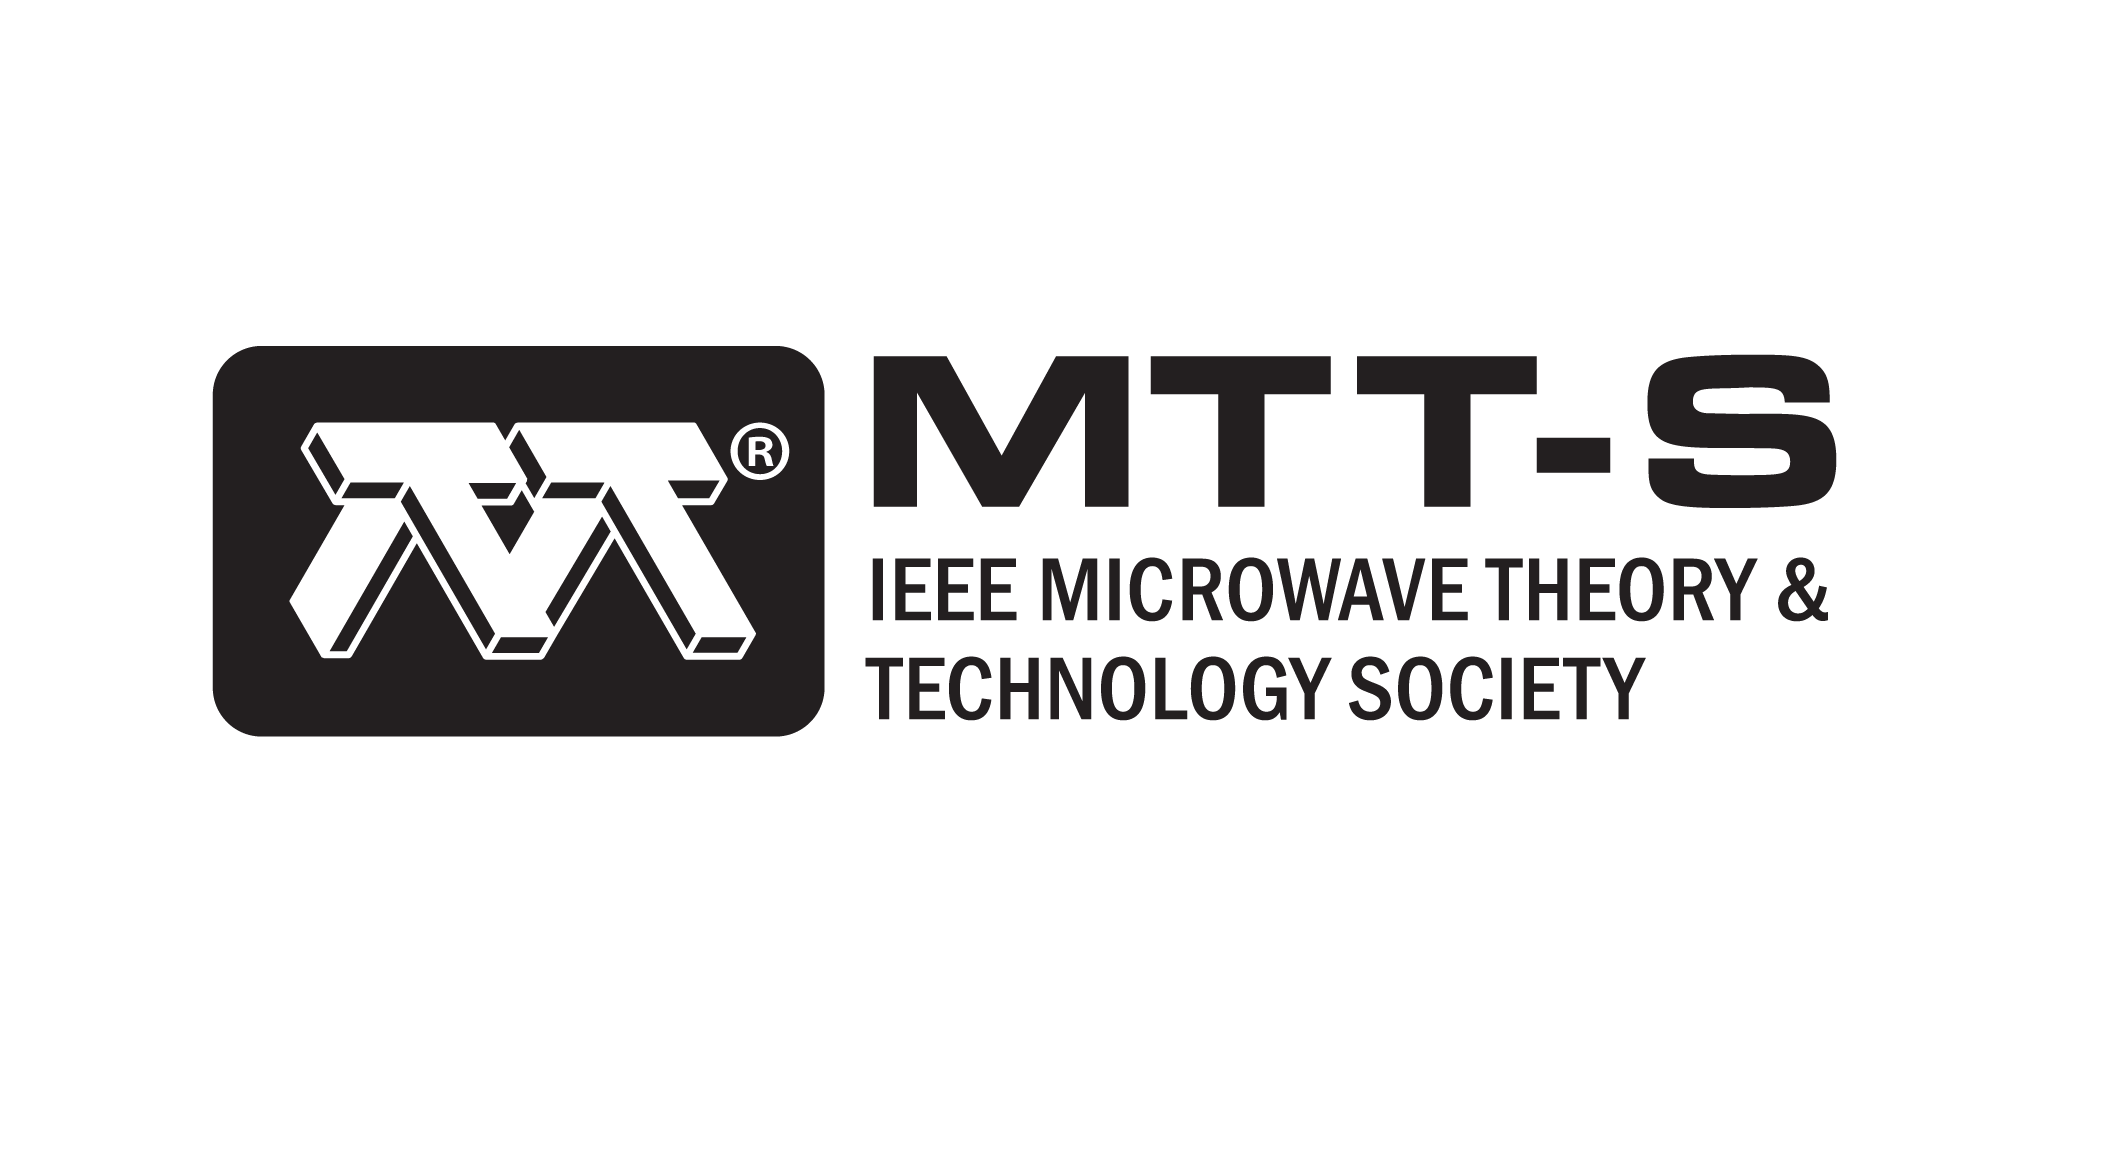 ®
MTT-S
IEEE MICROWAVE THEORY &
TECHNOLOGY SOCIETY